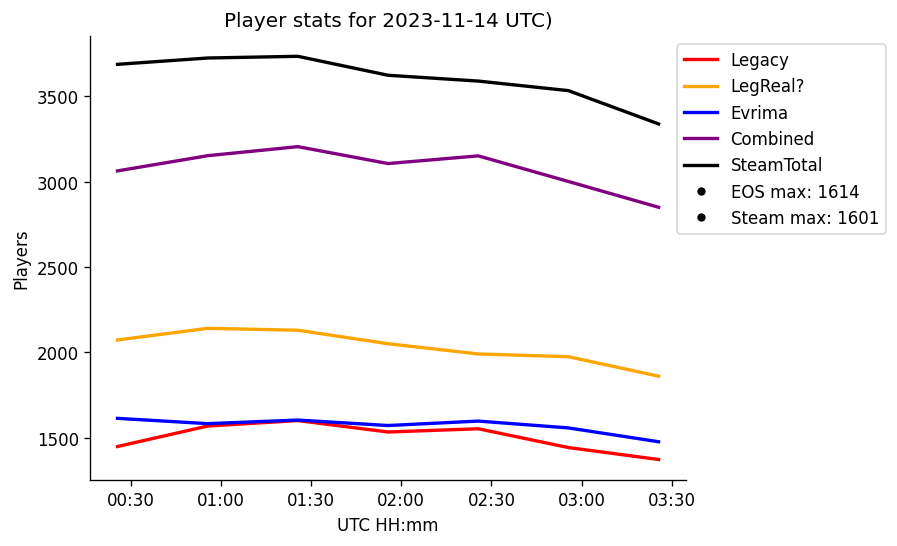 Player stats for 2023-11-14 UTC)
Legacy
LegReal?
Evrima
Combined
SteamTotal
EOS max: 1614
Steam max: 1601
Players
3500
3000
2500
2000
1500
00:30 01:00 01:30 02:00 02:30 03:00 03:30
UTC HH:mm